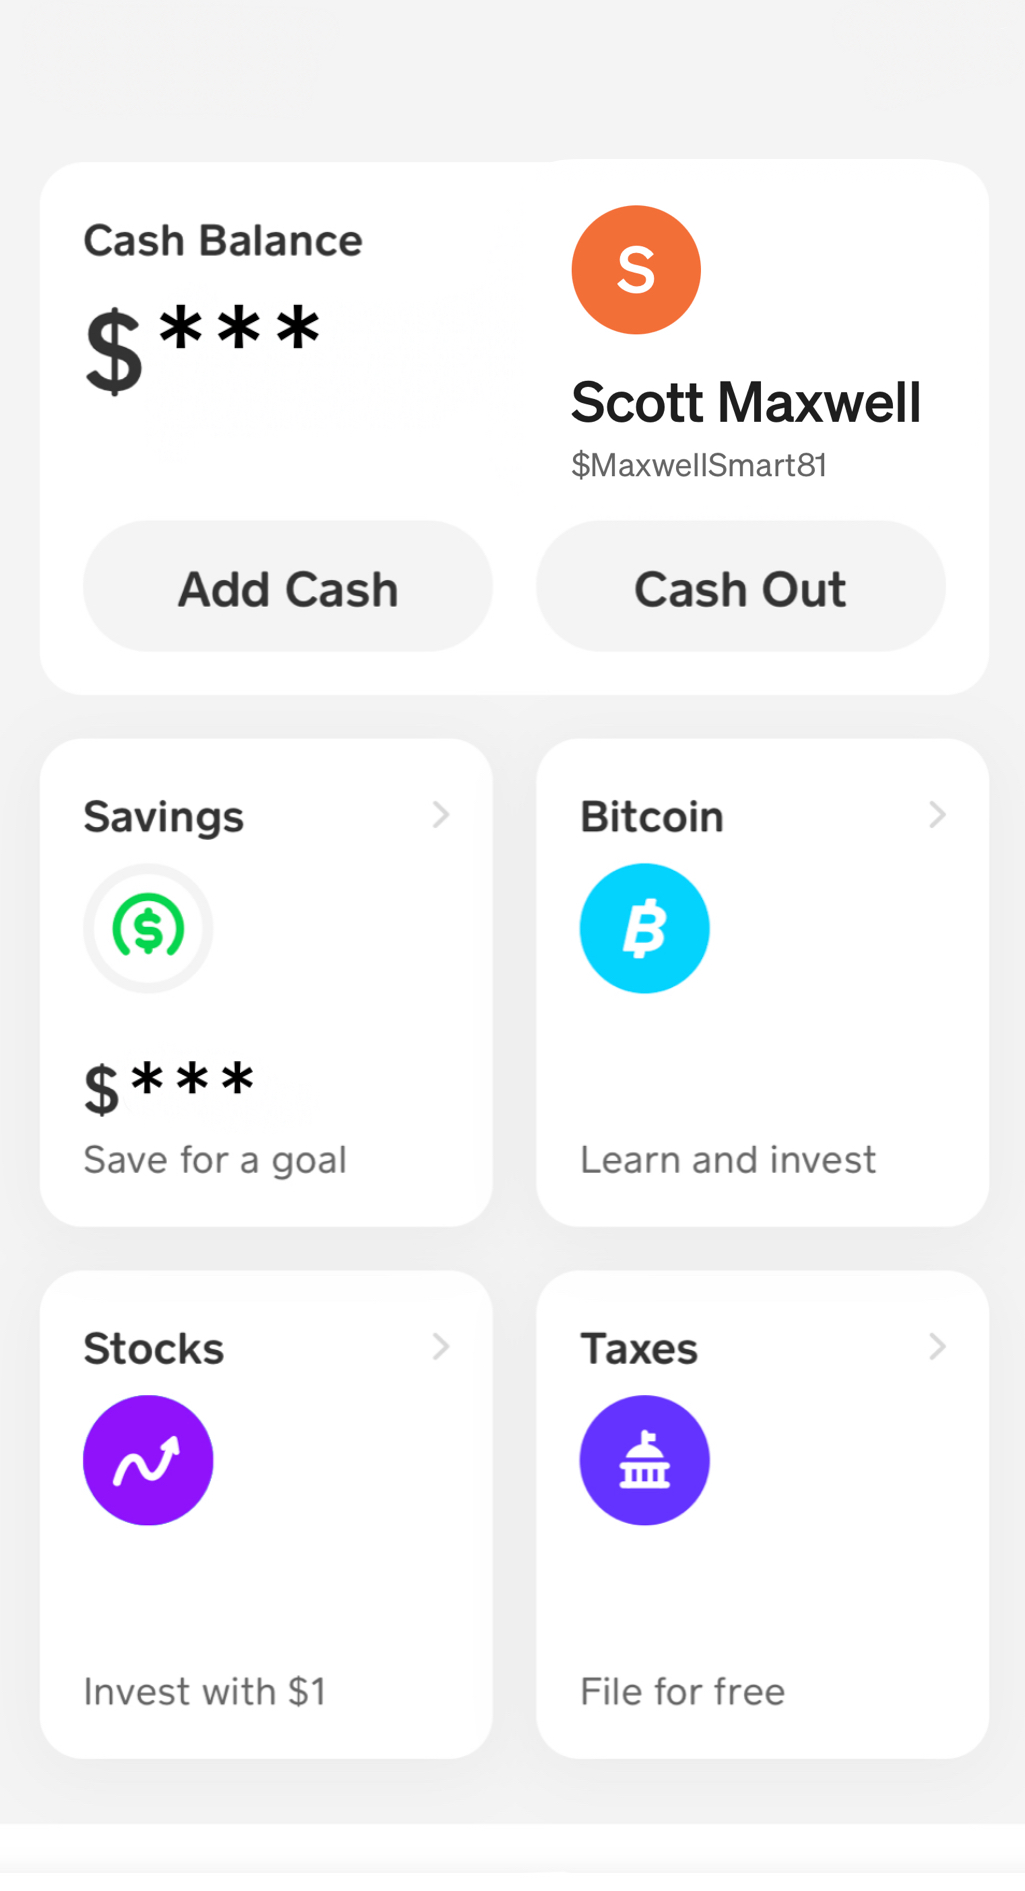 Cash Balance
$***
S
Scott Maxwell
$MaxwellSmart81
Add Cash
Cash Out
Savings
$
$***
Save for a goal
Bitcoin
₿
Learn and invest
Stocks
Invest with $1
Taxes
File for free